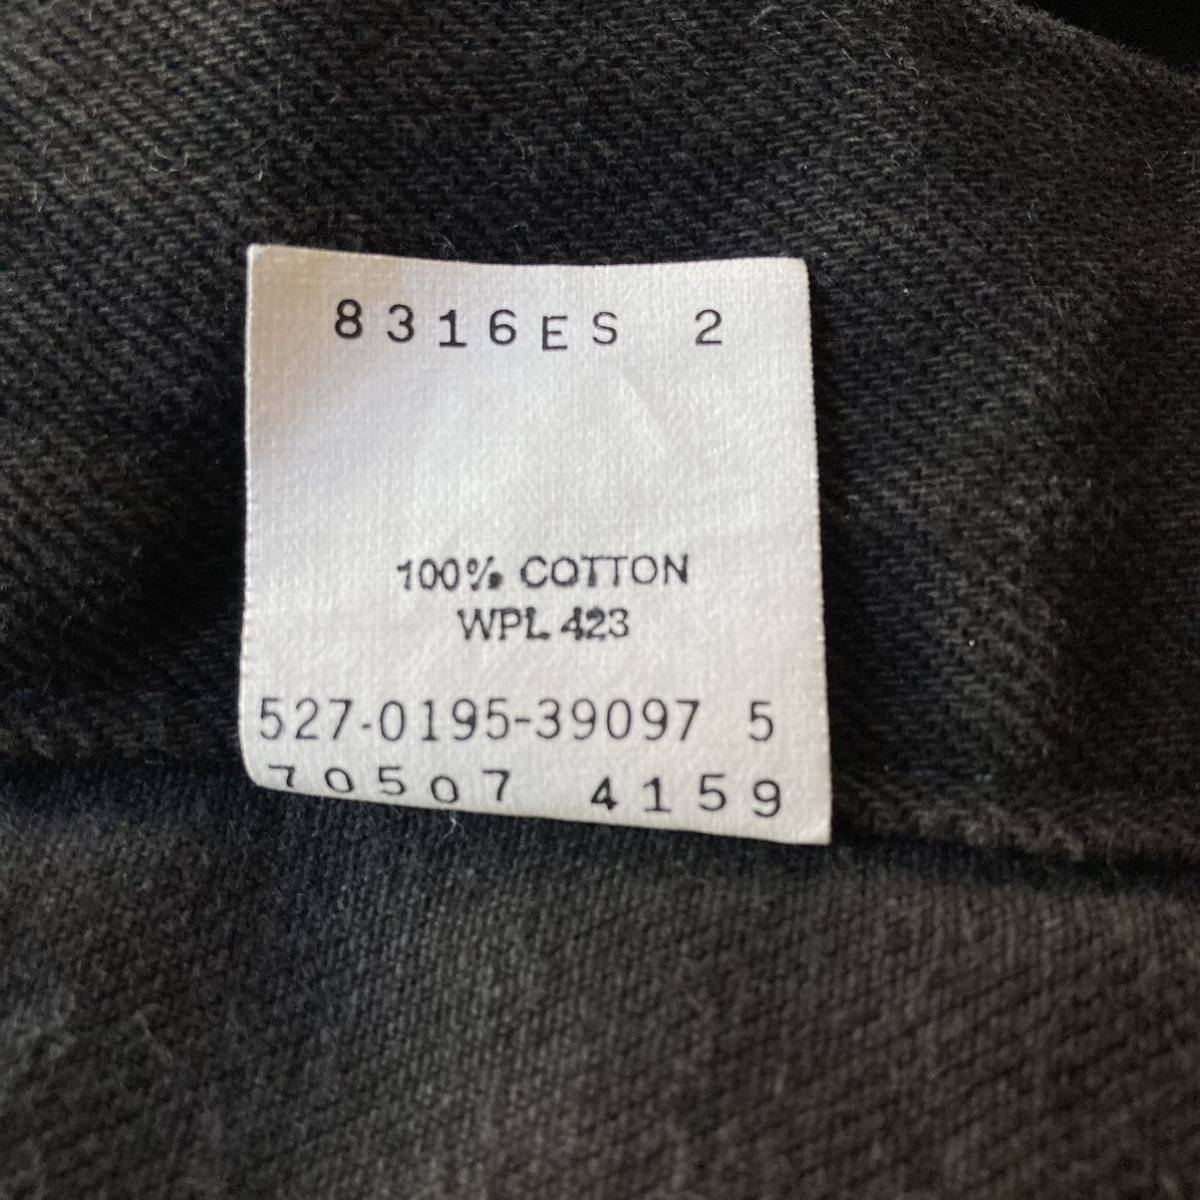 8316ES 2
100% COTTON
WPL 423
527-0195-39097 5
70507 4159